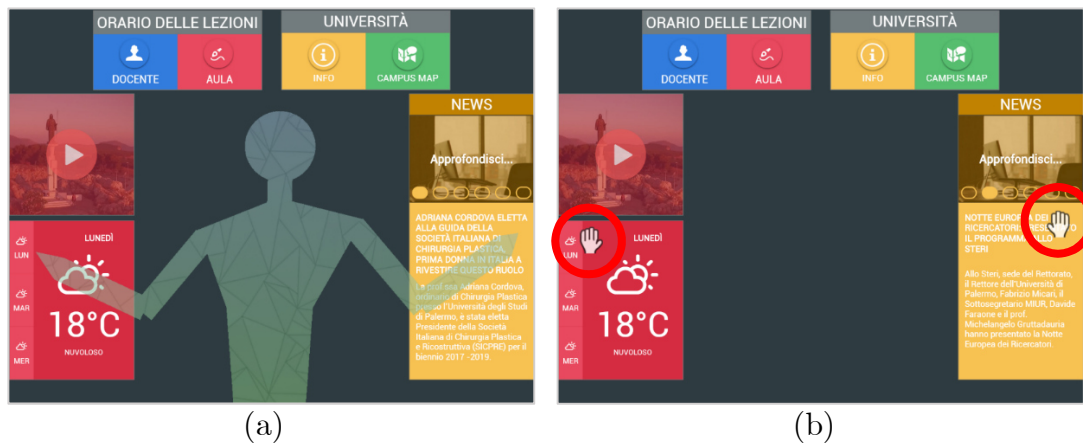 ORARIO DELLE LEZIONI
UNIVERSITÀ
DOCENTE
AULA
INFO
CAMPUS MAP
NEWS
Approfondisci...
ADRIANA CORDOVA ELETTA
ALLA GUIDA DELLA
SOCIETÀ ITALIANA DI
CHIRURGIA PLASTICA,
PRIMA DONNA IN ITALIA A
RIVESTIRE QUESTO RUOLO
La prof.ssa Adriana Cordova,
ordinario di Chirurgia Plastica
presso l'Università degli Studi
di Palermo, è stata eletta
Presidente della Società
Italiana di Chirurgia Plastica
e Ricostruttiva (SICPRE) per il
biennio 2017 -2019.
LUNEDÌ
LUN
MAR
18°C
MER
NUVOLOSO
(a)
ORARIO DELLE LEZIONI
UNIVERSITÀ
DOCENTE
AULA
INFO
CAMPUS MAP
NEWS
Approfondisci...
NOTTE EUROPEA DEI
RICERCATORI:
IL PROGRAMMA ALLO
STERI
Allo Steri, sede del Rettorato,
il Rettore dell'Università di
Palermo, Fabrizio Micari, il
Sottosegretario MIUR, Davide
Faraone e il prof.
Michelangelo Gruttadauria
hanno presentato la Notte
Europea dei Ricercatori.
LUNEDÌ
LUN
MAR
18°C
MER
NUVOLOSO
(b)